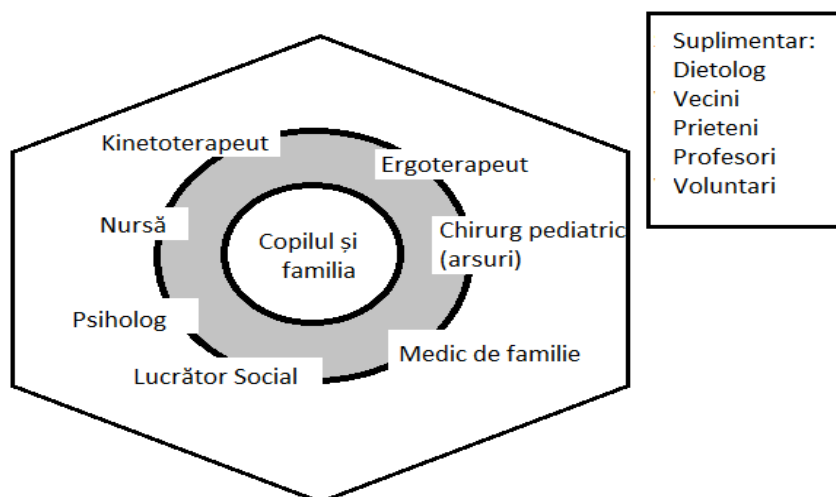 Suplimentar:
Dietolog
Vecini
Prieteni
Profesori
Voluntari
Kinetoterapeut
Ergoterapeut
Nursă
Copilul și
familia
Chirurg pediatric
(arsuri)
Psiholog
Medic de familie
Lucrător Social